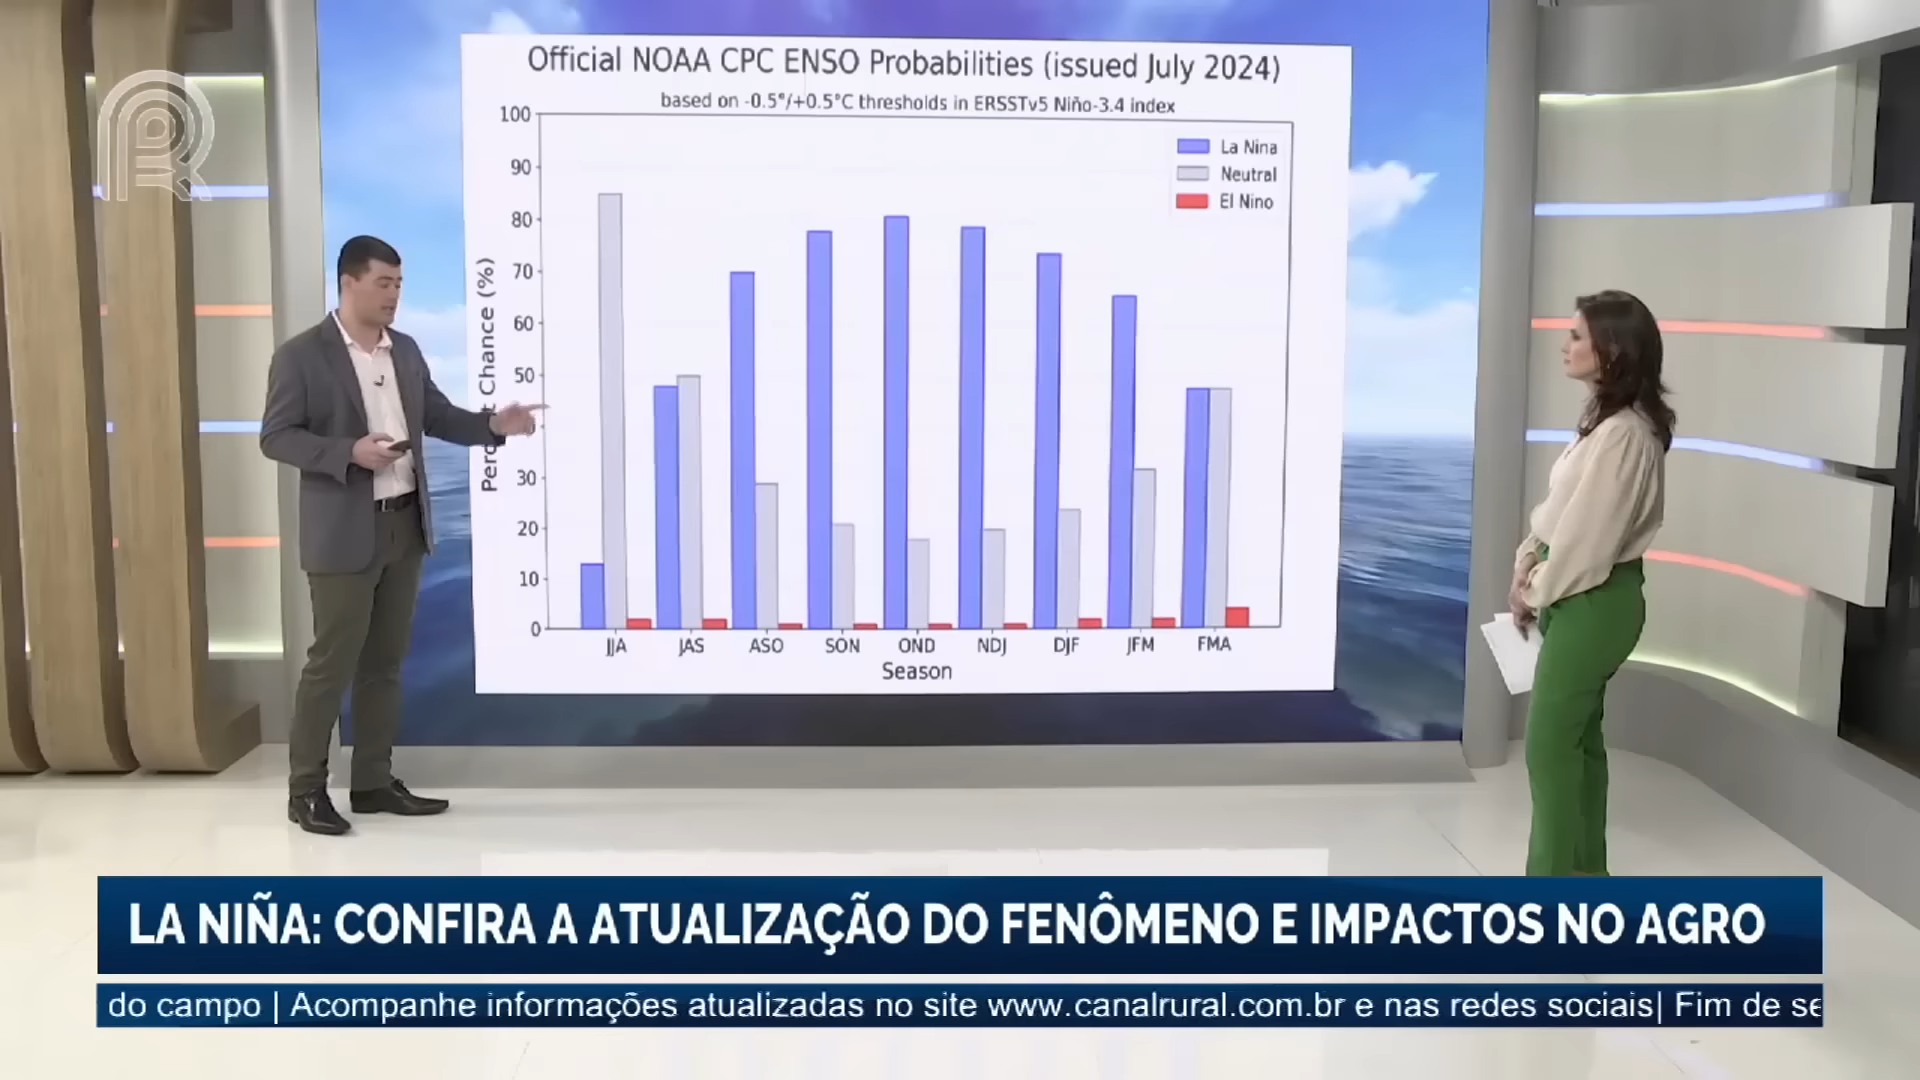 Official NOAA CPC ENSO Probabilities (issued July 2024)
based on -0.5°/+0.5°C thresholds in ERSSTv5 Niño-3.4 index
100
90
80
70
60
50
30
20
10
0
Chance (%)
La Nina
Neutral
El Nino
JJA JAS ASO SON OND NDJ DJF JFM FMA
Season
LA NIÑA: CONFIRA A ATUALIZAÇÃO DO FENÔMENO E IMPACTOS NO AGRO
do campo | Acompanhe informações atualizadas no site www.canalrural.com.br e nas redes sociais| Fim de se